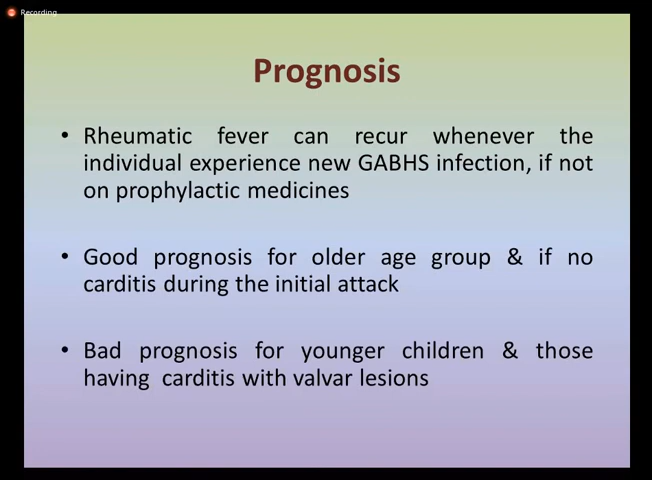 Recording
Prognosis
• Rheumatic fever can recur whenever the
individual experience new GABHS infection, if not
on prophylactic medicines
• Good prognosis for older age group & if no
carditis during the initial attack
• Bad prognosis for younger children & those
having carditis with valvar lesions